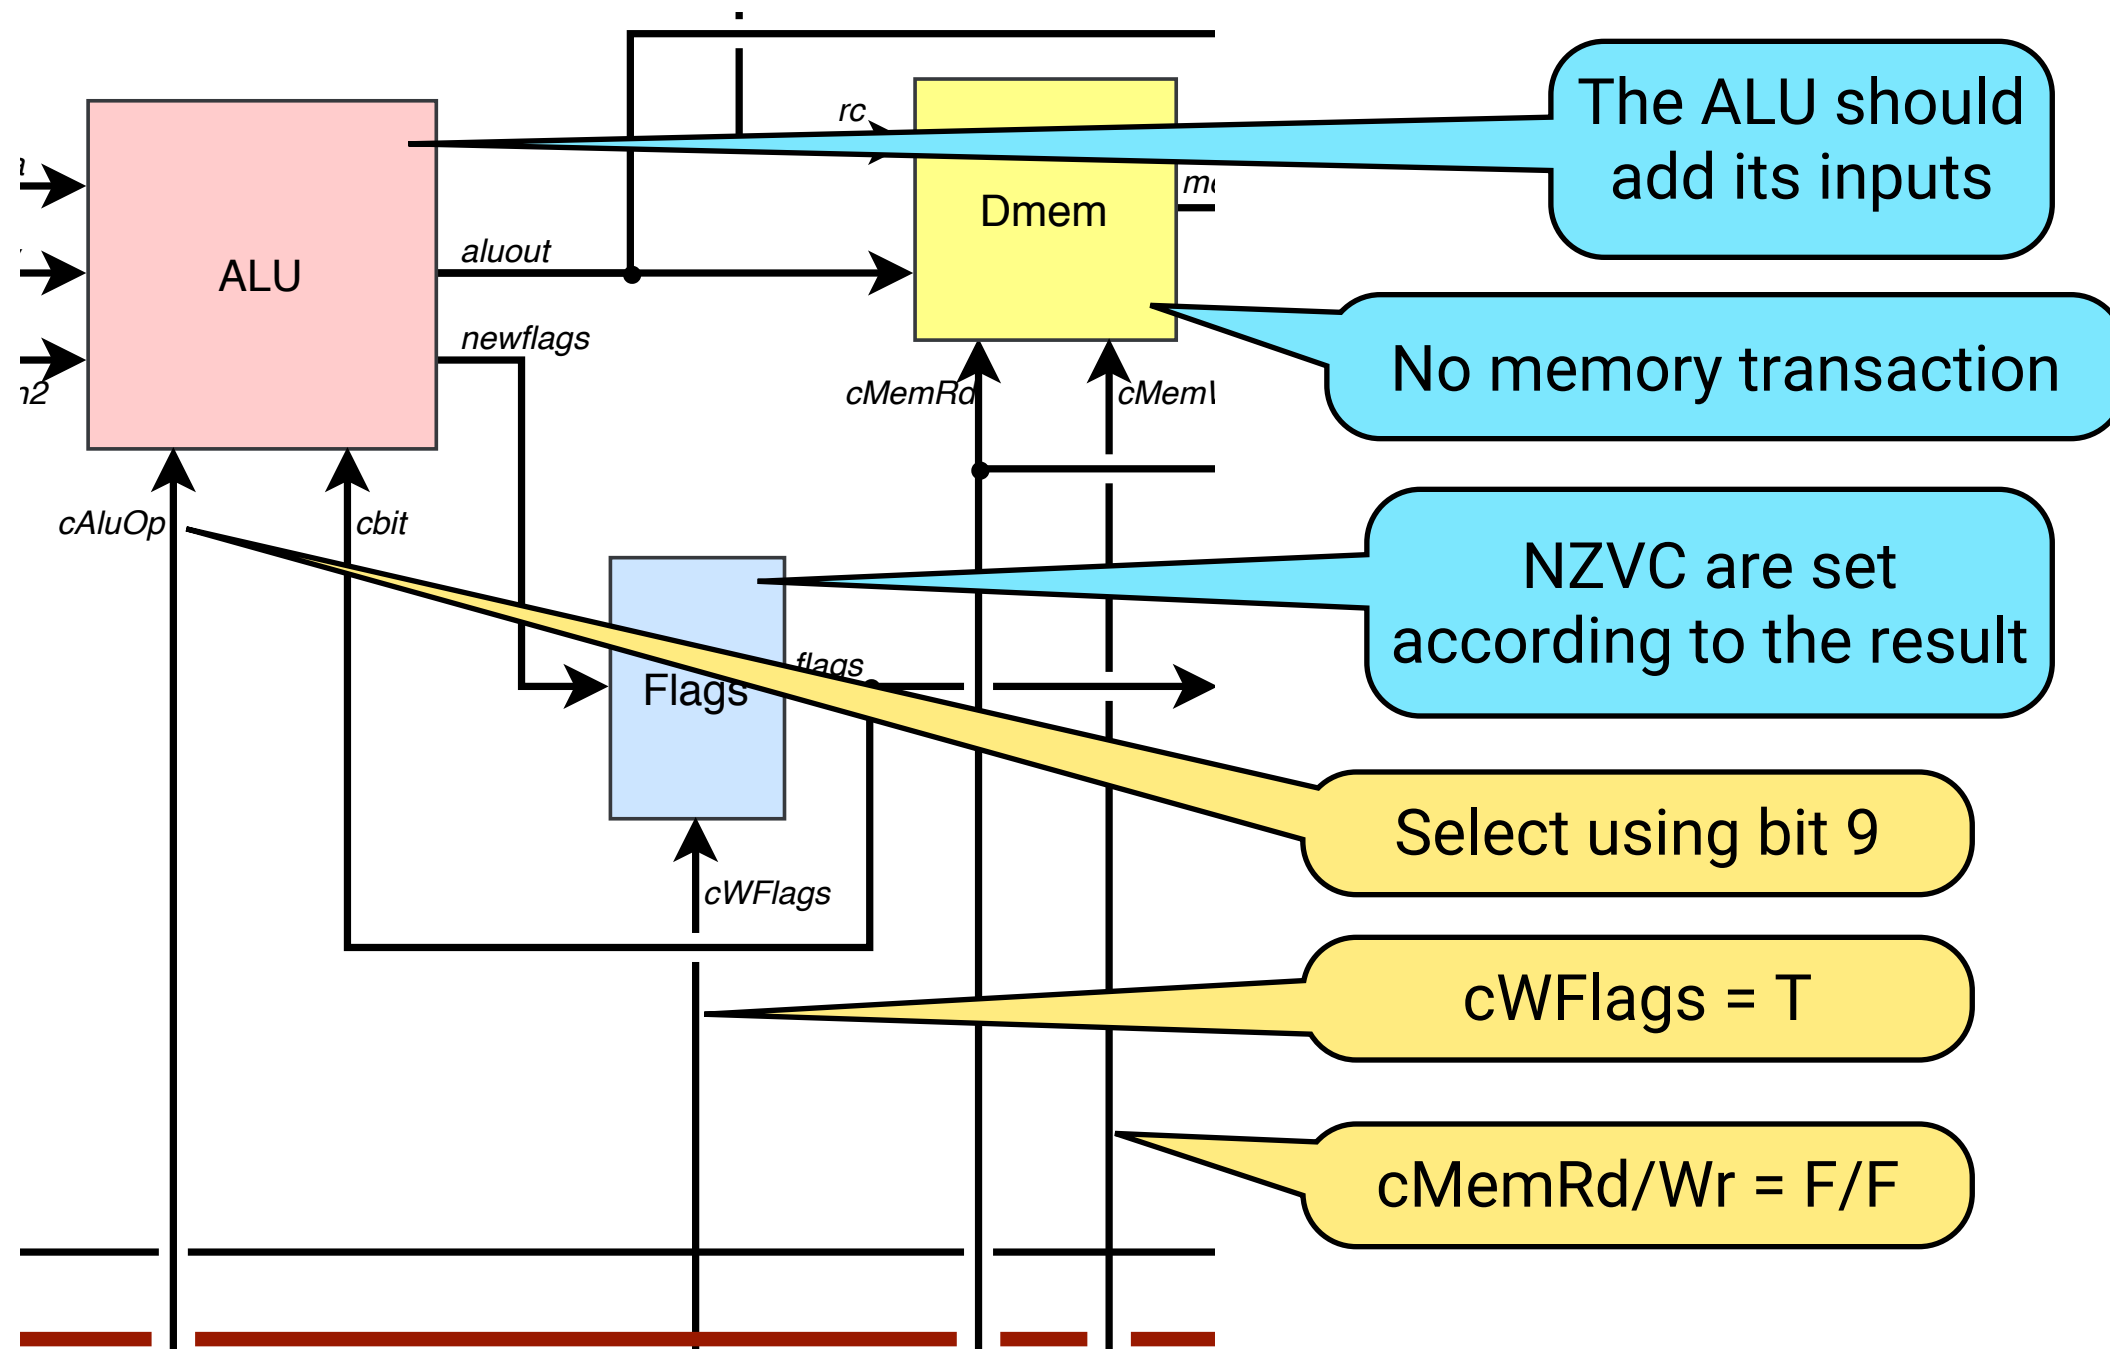 The ALU should
add its inputs
rc
Dmem
aluout
ALU
newflags
No memory transaction
cMemRd
cAluOp
cbit
NZVC are set
according to the result
flags
Flags
Select using bit 9
cWFlags
cWFlags = T
cMemRd/Wr = F/F